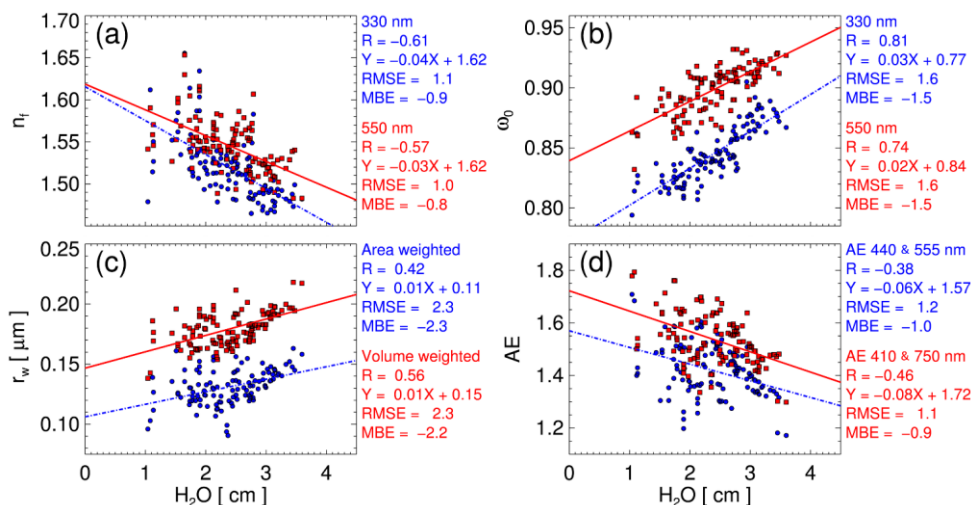 (a)
1.70
1.65
1.60
1.55
1.50
n_f
330 nm
R = −0.61
Y = −0.04X + 1.62
RMSE = 1.1
MBE = −0.9
550 nm
R = −0.57
Y = −0.03X + 1.62
RMSE = 1.0
MBE = −0.8
(b)
0.95
0.90
0.85
0.80
ω_0
330 nm
R = 0.81
Y = 0.03X + 0.77
RMSE = 1.6
MBE = −1.5
550 nm
R = 0.74
Y = 0.02X + 0.84
RMSE = 1.6
MBE = −1.5
(c)
0.25
0.20
0.15
0.10
r_w [ μm ]
0 1 2 3 4
H₂O [ cm ]
Area weighted
R = 0.42
Y = 0.01X + 0.11
RMSE = 2.3
MBE = −2.3
Volume weighted
R = 0.56
Y = 0.01X + 0.15
RMSE = 2.3
MBE = −2.2
(d)
1.8
1.6
1.4
1.2
AE
0 1 2 3 4
H₂O [ cm ]
AE 440 & 555 nm
R = −0.38
Y = −0.06X + 1.57
RMSE = 1.2
MBE = −1.0
AE 410 & 750 nm
R = −0.46
Y = −0.08X + 1.72
RMSE = 1.1
MBE = −0.9